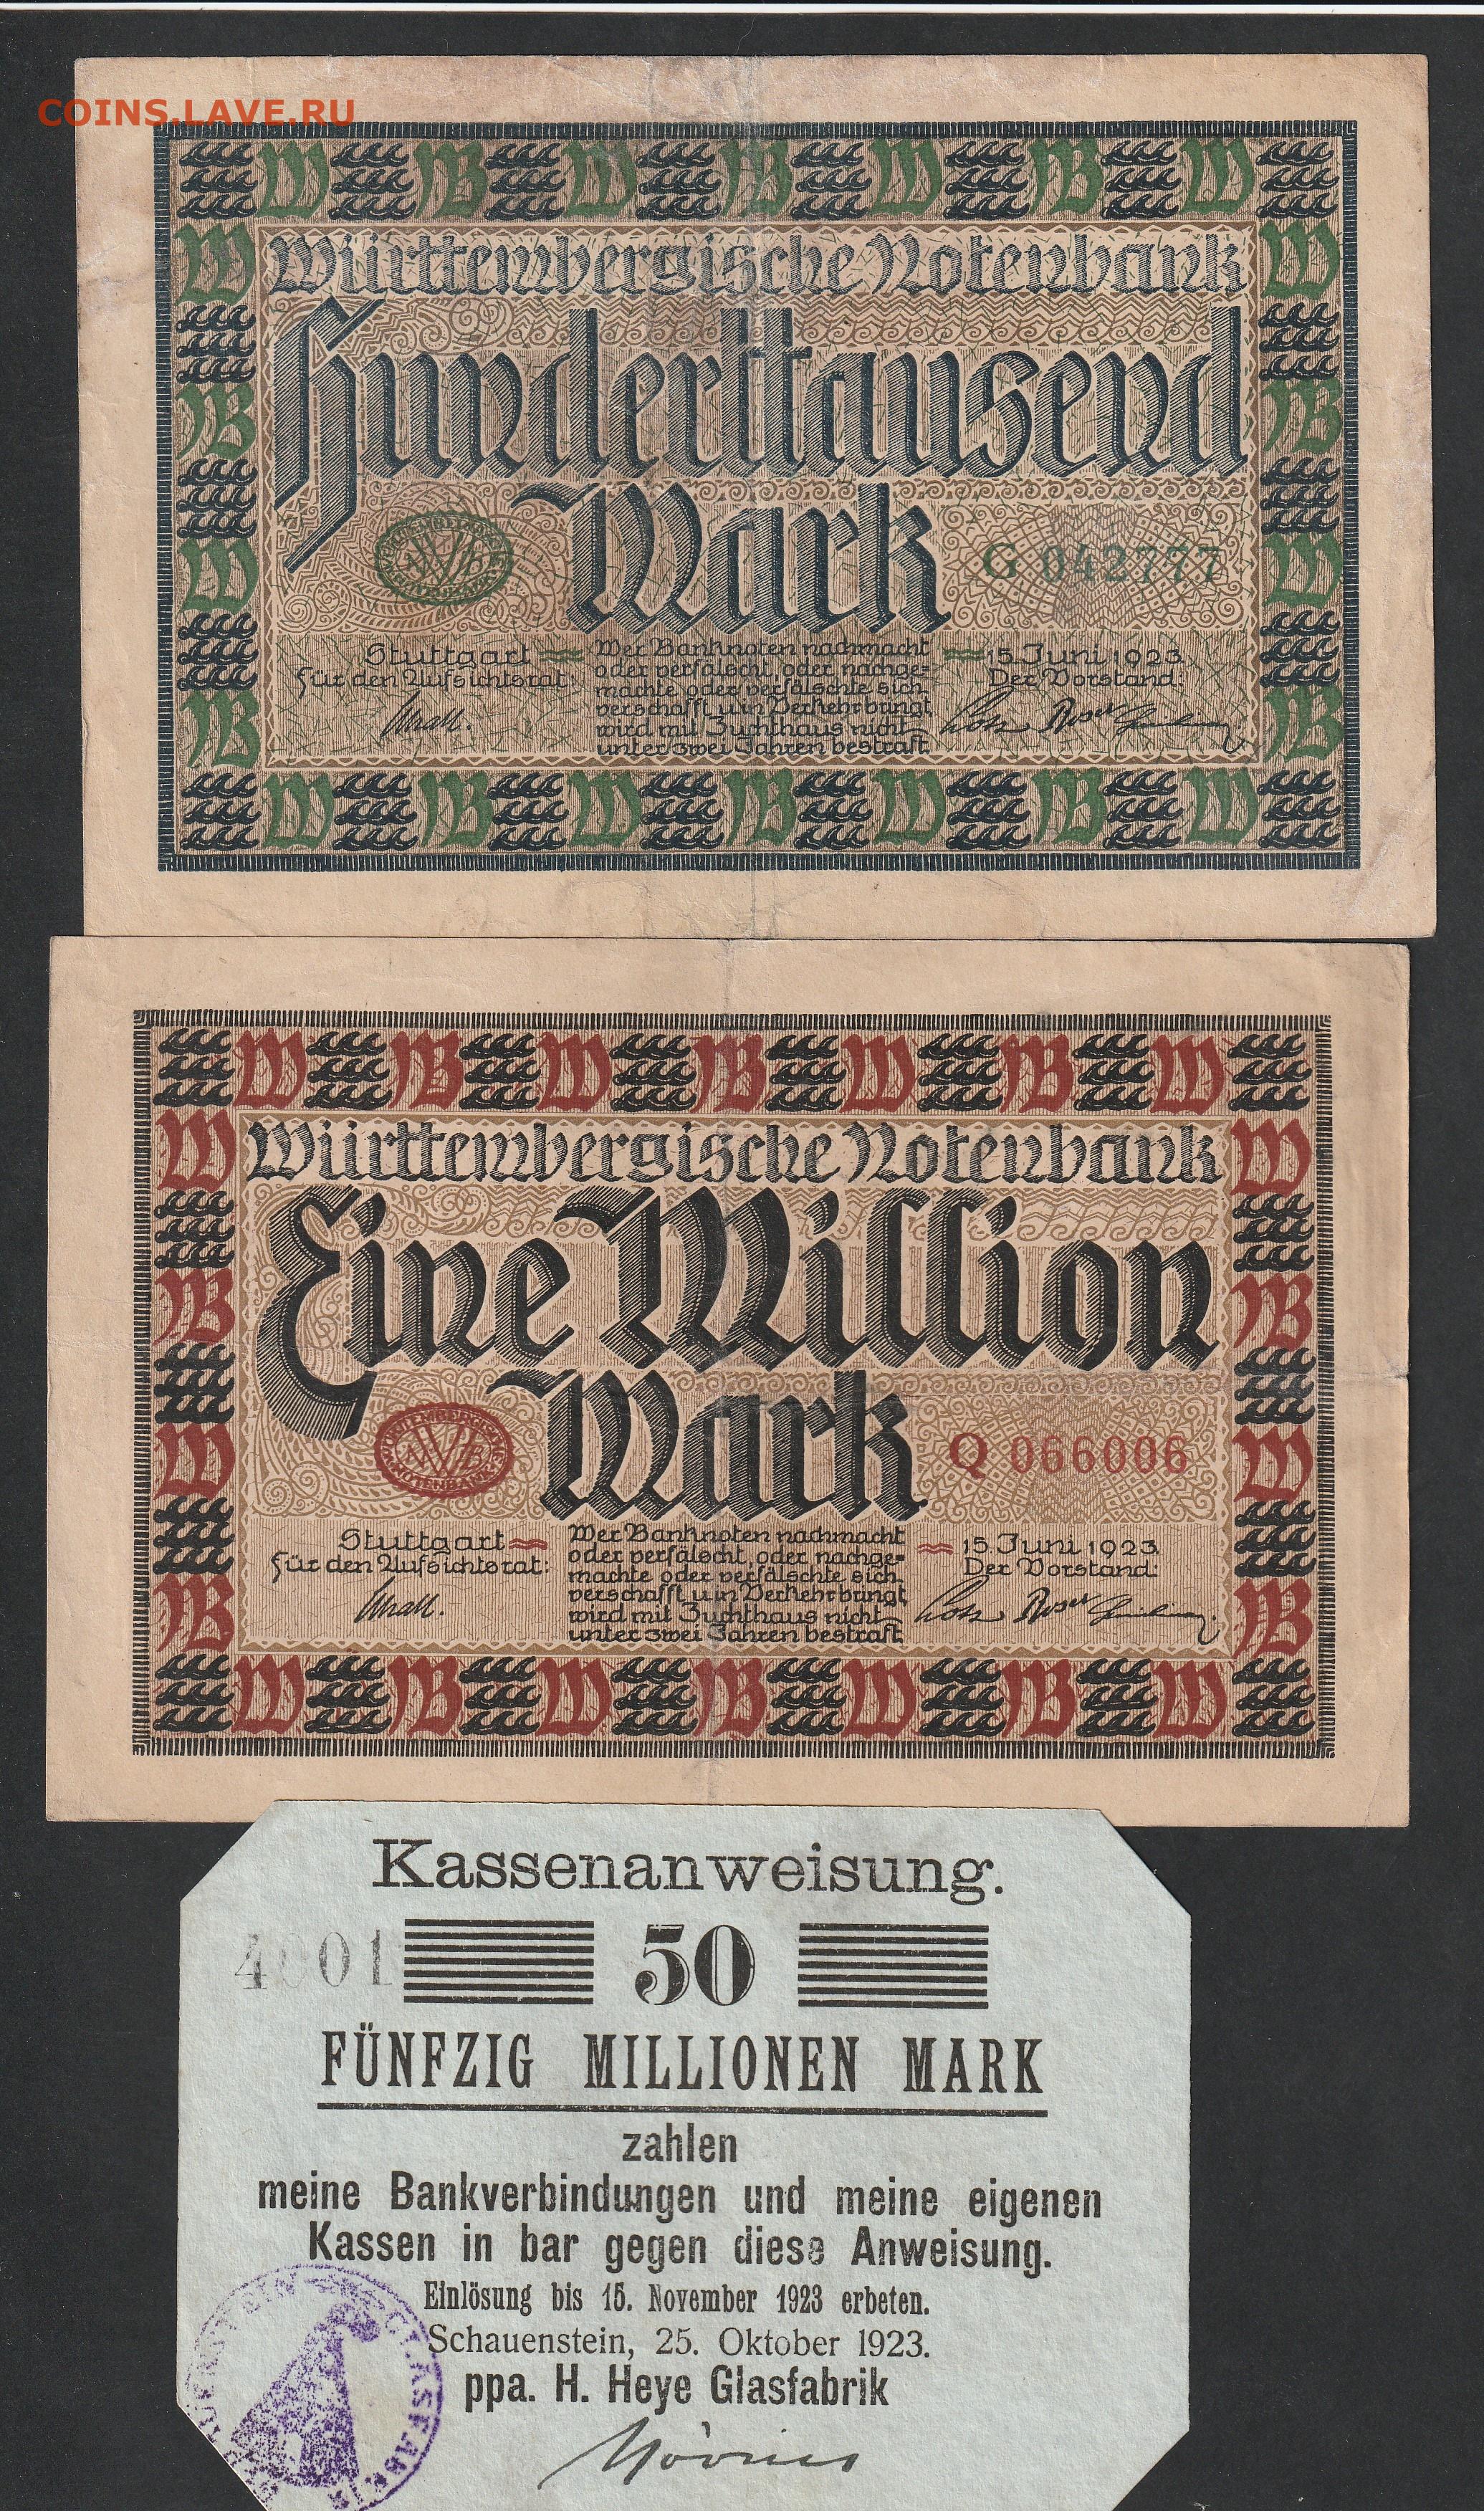 COINS.LAVE.RU
Württembergische Notenbank
Hunderttausend
Mark
G 042777
Stuttgart
Für den Aufsichtsrat:
Wer Banknoten nachmacht
oder verfälscht, oder nachge=
machte oder verfälschte sich
verschafft u. in Verkehr bringt
wird mit Zuchthaus nicht
unter zwei Jahren bestraft.
15. Juni 1923
Der Vorstand:
Württembergische Notenbank
Eine Million
Mark
WÜRTTEMBERGISCHE NOTENBANK
Q 066006
Stuttgart
Für den Aufsichtsrat:
Wer Banknoten nachmacht
oder verfälscht, oder nachge=
machte oder verfälschte sich
verschafft u. in Verkehr bringt
wird mit Zuchthaus nicht
unter zwei Jahren bestraft.
15. Juni 1923
Der Vorstand:
Kassenanweisung.
4001
50
FÜNFZIG MILLIONEN MARK
zahlen
meine Bankverbindungen und meine eigenen
Kassen in bar gegen diese Anweisung.
Einlösung bis 15. November 1923 erbeten.
Schauenstein, 25. Oktober 1923.
ppa. H. Heye Glasfabrik